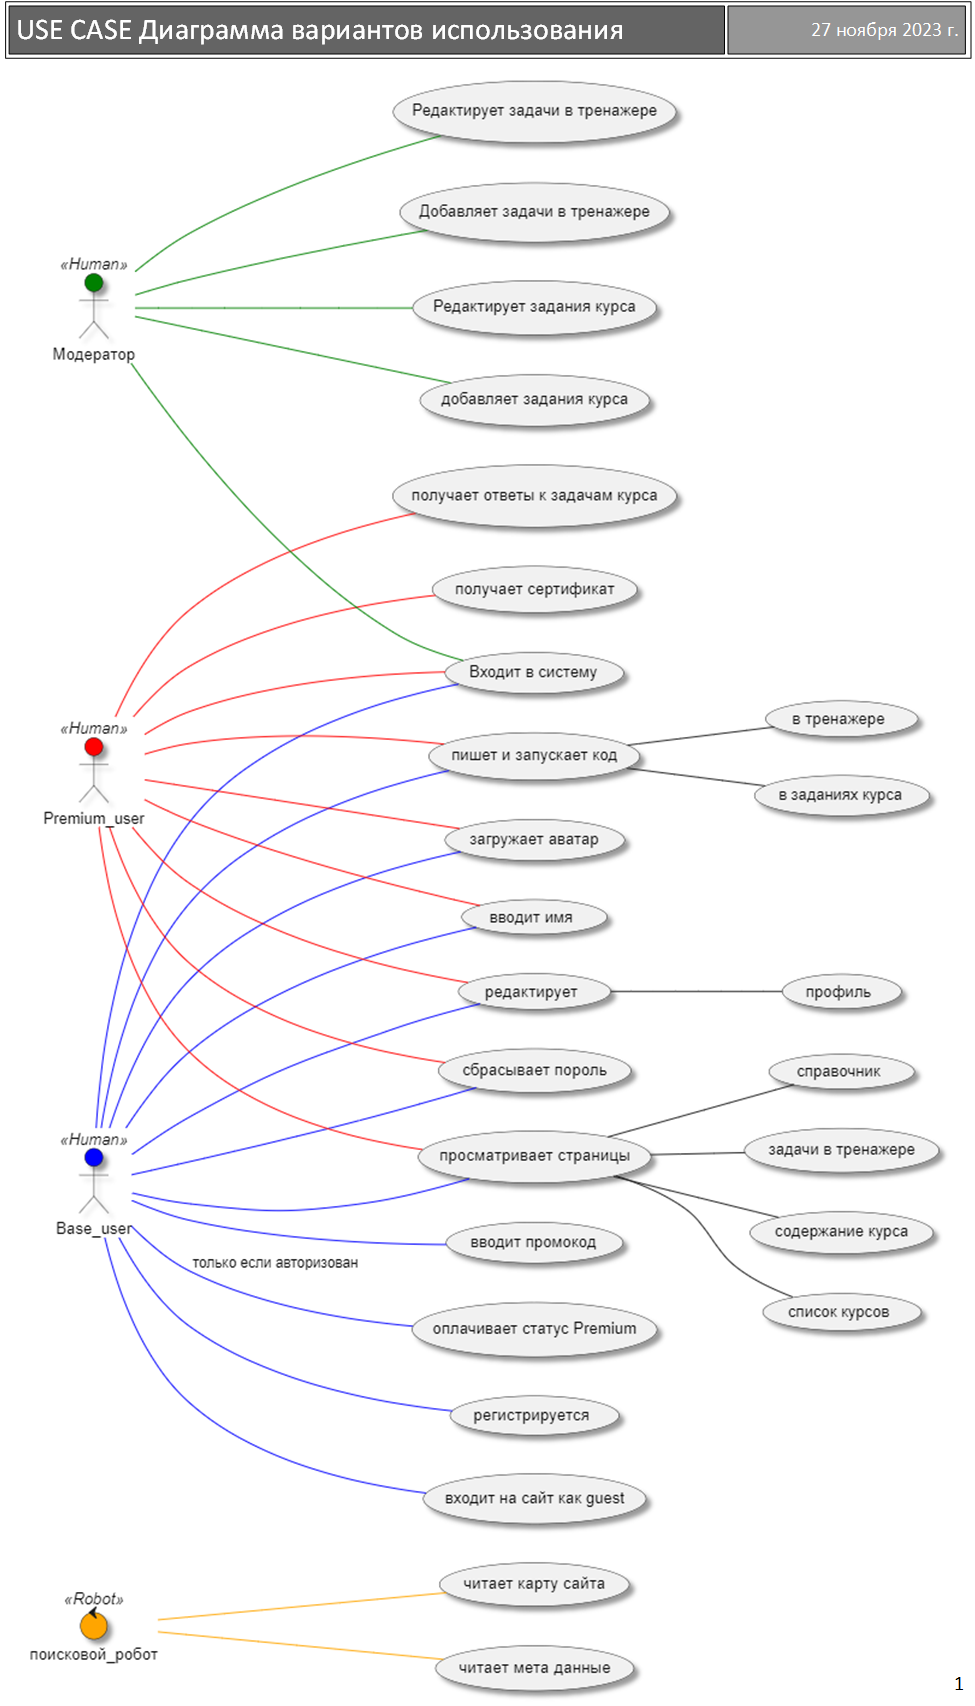 USE CASE Диаграмма вариантов использования
27 ноября 2023 г.
Редактирует задачи в тренажере
Добавляет задачи в тренажере
«Human»
Модератор
Редактирует задания курса
добавляет задания курса
получает ответы к задачам курса
получает сертификат
Входит в систему
«Human»
Premium_user
пишет и запускает код
в тренажере
в заданиях курса
загружает аватар
вводит имя
редактирует
профиль
сбрасывает пороль
справочник
«Human»
Base_user
просматривает страницы
задачи в тренажере
содержание курса
вводит промокод
только если авторизован
список курсов
оплачивает статус Premium
регистрируется
входит на сайт как guest
«Robot»
поисковой_робот
читает карту сайта
читает мета данные
1